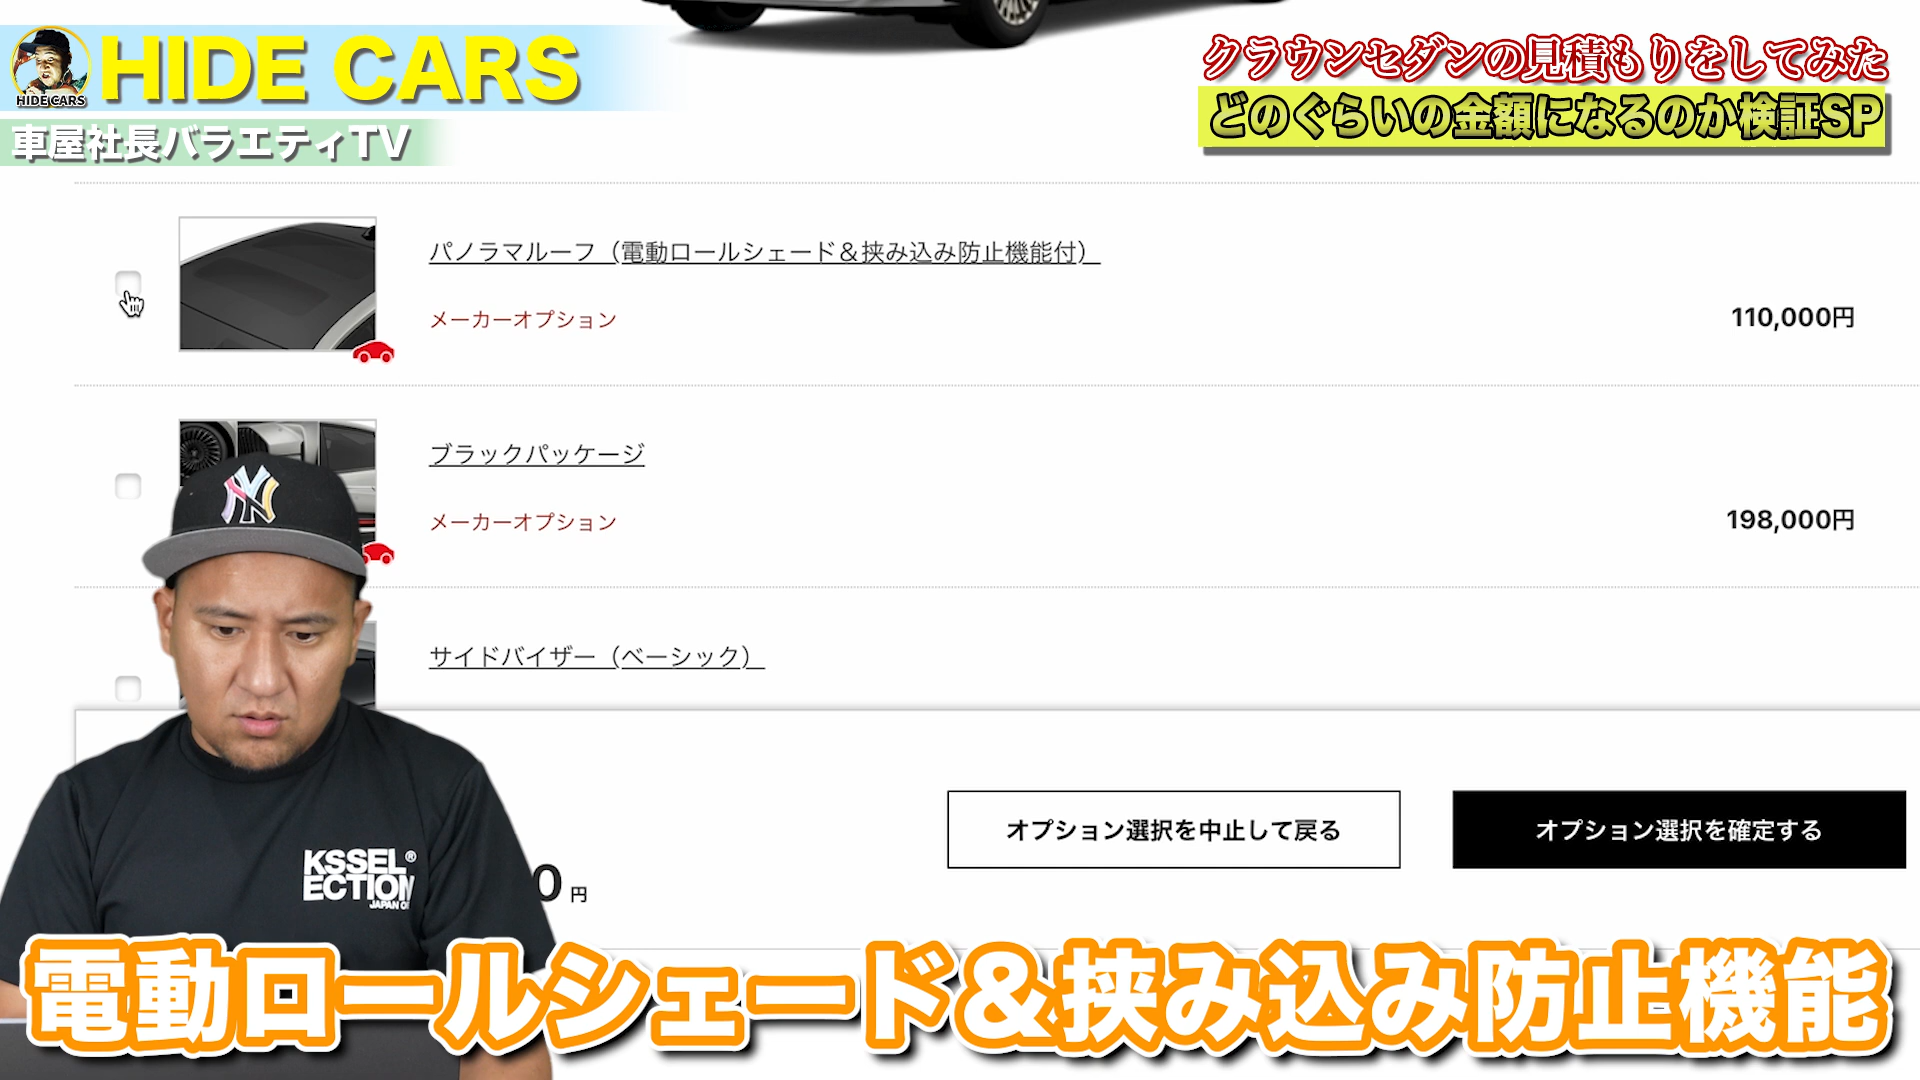 HIDE CARS
HIDE CARS
車屋社長バラエティTV
クラウンセダンの見積もりをしてみた
どのぐらいの金額になるのか検証SP
パノラマルーフ（電動ロールシェード＆挟み込み防止機能付）
メーカーオプション
110,000円
ブラックパッケージ
メーカーオプション
198,000円
サイドバイザー（ベーシック）
オプション選択を中止して戻る
オプション選択を確定する
0円
NY
KSSEL®
ECTION
JAPAN
電動ロールシェード＆挟み込み防止機能